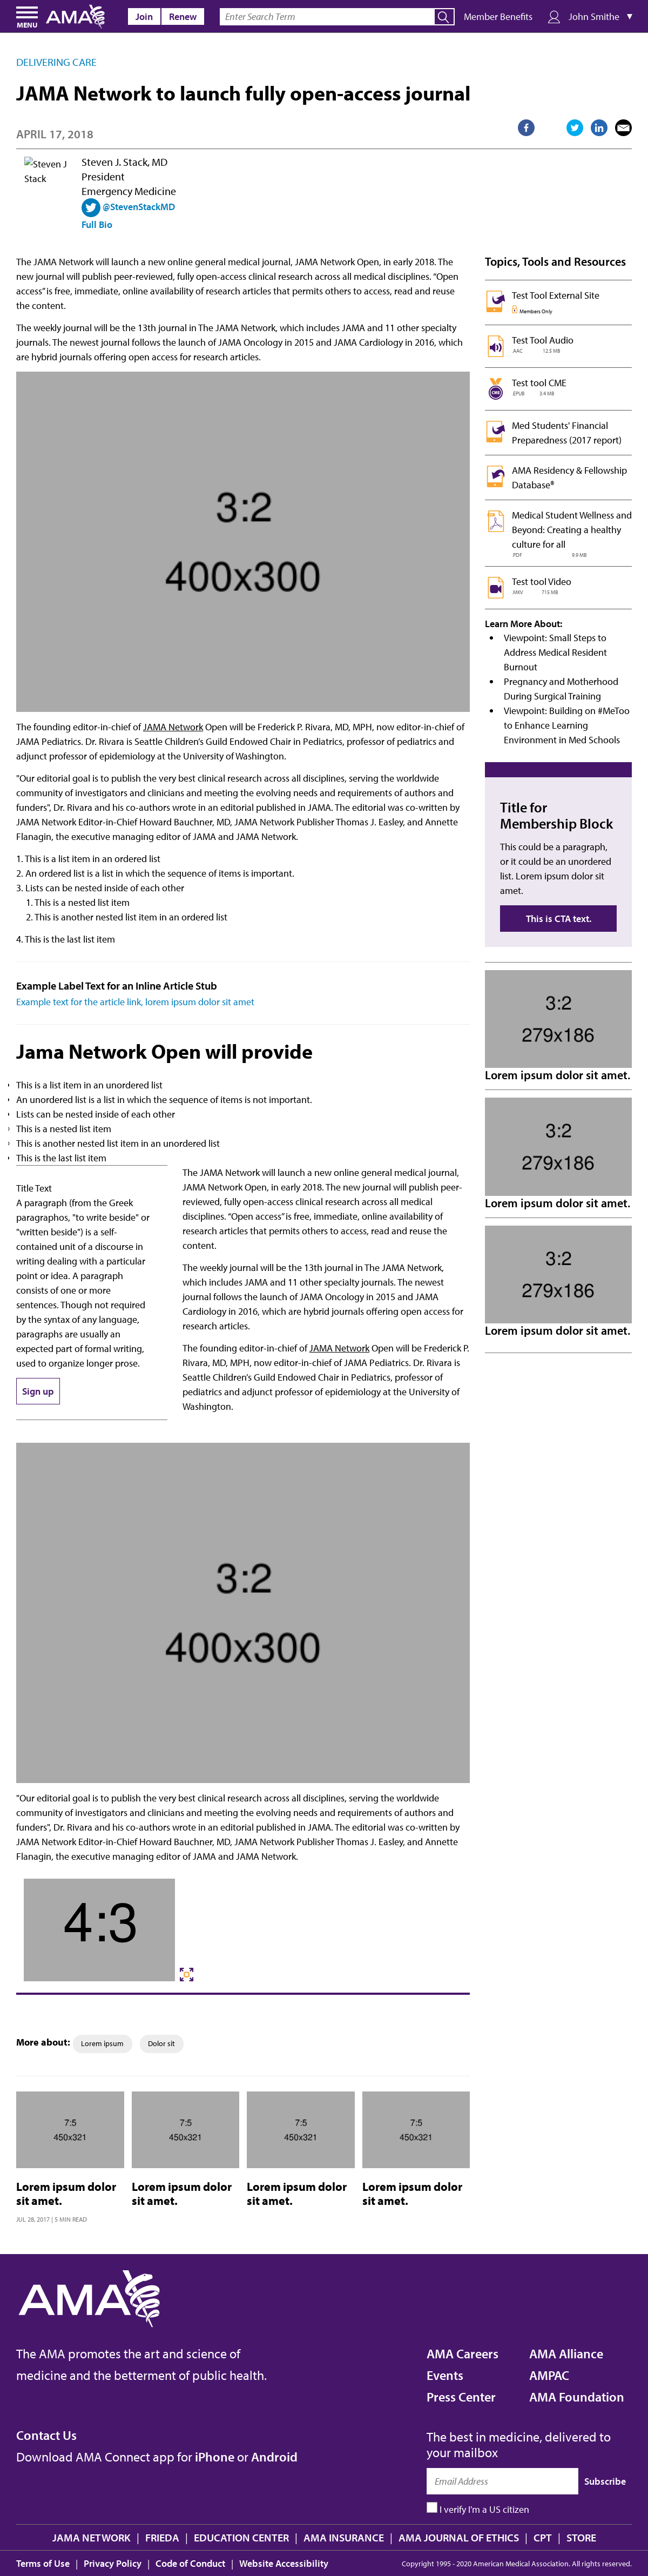 MENU
AMA
Join
Renew
Enter Search Term
Member Benefits
John Smithe
DELIVERING CARE
JAMA Network to launch fully open-access journal
APRIL 17, 2018
Steven J
Stack
Steven J. Stack, MD
President
Emergency Medicine
@StevenStackMD
Full Bio
The JAMA Network will launch a new online general medical journal, JAMA Network Open, in early 2018. The
new journal will publish peer-reviewed, fully open-access clinical research across all medical disciplines. “Open
access” is free, immediate, online availability of research articles that permits others to access, read and reuse
the content.
The weekly journal will be the 13th journal in The JAMA Network, which includes JAMA and 11 other specialty
journals. The newest journal follows the launch of JAMA Oncology in 2015 and JAMA Cardiology in 2016, which
are hybrid journals offering open access for research articles.
3:2
400x300
The founding editor-in-chief of JAMA Network Open will be Frederick P. Rivara, MD, MPH, now editor-in-chief of
JAMA Pediatrics. Dr. Rivara is Seattle Children’s Guild Endowed Chair in Pediatrics, professor of pediatrics and
adjunct professor of epidemiology at the University of Washington.
"Our editorial goal is to publish the very best clinical research across all disciplines, serving the worldwide
community of investigators and clinicians and meeting the evolving needs and requirements of authors and
funders", Dr. Rivara and his co-authors wrote in an editorial published in JAMA. The editorial was co-written by
JAMA Network Editor-in-Chief Howard Bauchner, MD, JAMA Network Publisher Thomas J. Easley, and Annette
Flanagin, the executive managing editor of JAMA and JAMA Network.
1. This is a list item in an ordered list
2. An ordered list is a list in which the sequence of items is important.
3. Lists can be nested inside of each other
1. This is a nested list item
2. This is another nested list item in an ordered list
4. This is the last list item
Example Label Text for an Inline Article Stub
Example text for the article link, lorem ipsum dolor sit amet
Jama Network Open will provide
This is a list item in an unordered list
An unordered list is a list in which the sequence of items is not important.
Lists can be nested inside of each other
This is a nested list item
This is another nested list item in an unordered list
This is the last list item
Title Text
A paragraph (from the Greek
paragraphos, "to write beside" or
"written beside") is a self-
contained unit of a discourse in
writing dealing with a particular
point or idea. A paragraph
consists of one or more
sentences. Though not required
by the syntax of any language,
paragraphs are usually an
expected part of formal writing,
used to organize longer prose.
Sign up
The JAMA Network will launch a new online general medical journal,
JAMA Network Open, in early 2018. The new journal will publish peer-
reviewed, fully open-access clinical research across all medical
disciplines. “Open access” is free, immediate, online availability of
research articles that permits others to access, read and reuse the
content.
The weekly journal will be the 13th journal in The JAMA Network,
which includes JAMA and 11 other specialty journals. The newest
journal follows the launch of JAMA Oncology in 2015 and JAMA
Cardiology in 2016, which are hybrid journals offering open access for
research articles.
The founding editor-in-chief of JAMA Network Open will be Frederick P.
Rivara, MD, MPH, now editor-in-chief of JAMA Pediatrics. Dr. Rivara is
Seattle Children’s Guild Endowed Chair in Pediatrics, professor of
pediatrics and adjunct professor of epidemiology at the University of
Washington.
3:2
400x300
"Our editorial goal is to publish the very best clinical research across all disciplines, serving the worldwide
community of investigators and clinicians and meeting the evolving needs and requirements of authors and
funders", Dr. Rivara and his co-authors wrote in an editorial published in JAMA. The editorial was co-written by
JAMA Network Editor-in-Chief Howard Bauchner, MD, JAMA Network Publisher Thomas J. Easley, and Annette
Flanagin, the executive managing editor of JAMA and JAMA Network.
4:3
More about:
Lorem ipsum
Dolor sit
7:5
450x321
7:5
450x321
7:5
450x321
7:5
450x321
Lorem ipsum dolor
sit amet.
JUL 28, 2017 | 5 MIN READ
Lorem ipsum dolor
sit amet.
Lorem ipsum dolor
sit amet.
Lorem ipsum dolor
sit amet.
Topics, Tools and Resources
Test Tool External Site
Members Only
Test Tool Audio
.AAC 12.5 MB
CME
Test tool CME
.EPUB 3.4 MB
Med Students' Financial
Preparedness (2017 report)
AMA Residency & Fellowship
Database®
Medical Student Wellness and
Beyond: Creating a healthy
culture for all
.PDF 9.9 MB
Test tool Video
.M4V 715 MB
Learn More About:
Viewpoint: Small Steps to
Address Medical Resident
Burnout
Pregnancy and Motherhood
During Surgical Training
Viewpoint: Building on #MeToo
to Enhance Learning
Environment in Med Schools
Title for
Membership Block
This could be a paragraph,
or it could be an unordered
list. Lorem ipsum dolor sit
amet.
This is CTA text.
3:2
279x186
Lorem ipsum dolor sit amet.
3:2
279x186
Lorem ipsum dolor sit amet.
3:2
279x186
Lorem ipsum dolor sit amet.
AMA
The AMA promotes the art and science of
medicine and the betterment of public health.
AMA Careers
Events
Press Center
AMA Alliance
AMPAC
AMA Foundation
Contact Us
Download AMA Connect app for iPhone or Android
The best in medicine, delivered to
your mailbox
Email Address
Subscribe
I verify I'm a US citizen
JAMA NETWORK | FRIEDA | EDUCATION CENTER | AMA INSURANCE | AMA JOURNAL OF ETHICS | CPT | STORE
Terms of Use | Privacy Policy | Code of Conduct | Website Accessibility
Copyright 1995 - 2020 American Medical Association. All rights reserved.